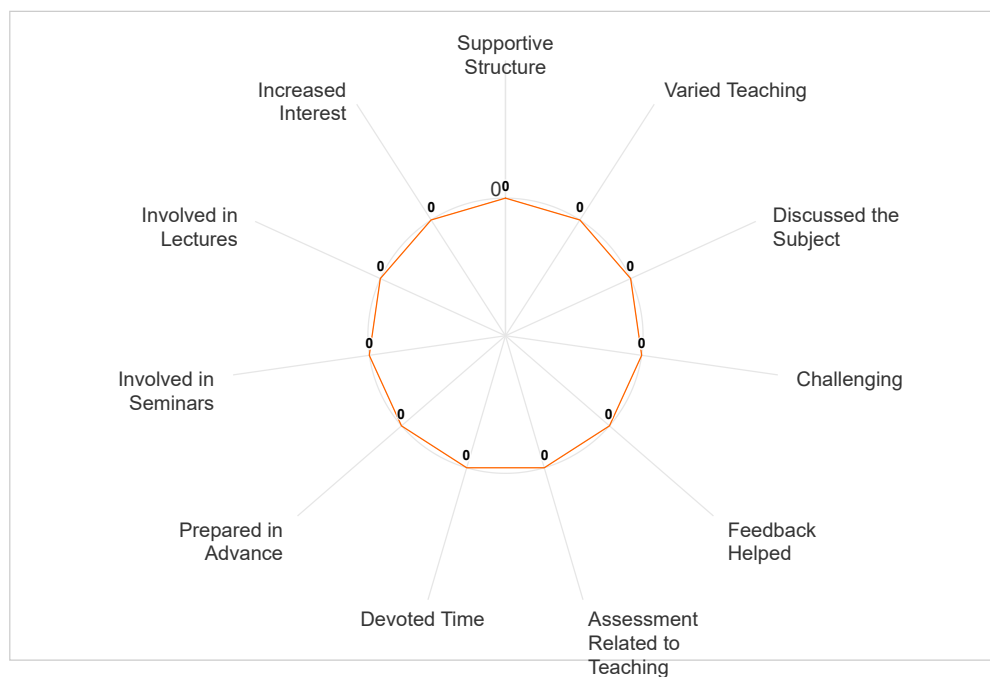 Supportive
Structure
Increased
Interest
Varied Teaching
0
0
0
0
Involved in
Lectures
Discussed the
Subject
0
0
0
0
Involved in
Seminars
Challenging
0
0
0
0
Prepared in
Advance
Feedback
Helped
Devoted Time
Assessment
Related to
Teaching